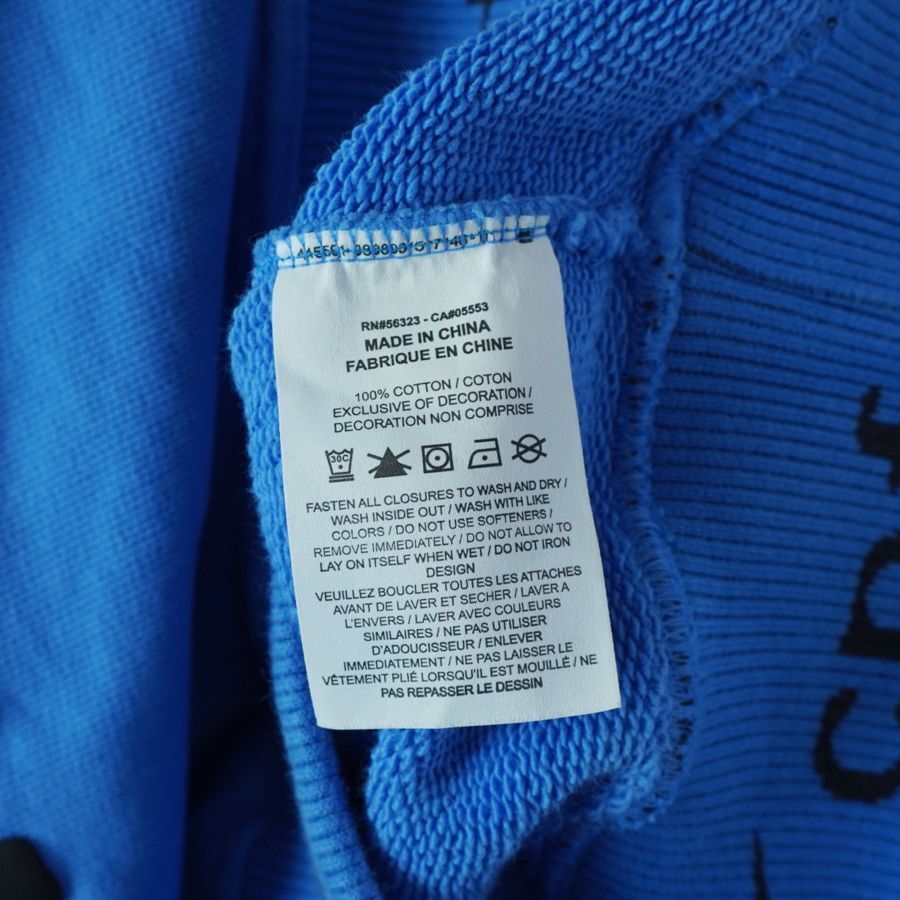 RN#56323 - CA#05553
MADE IN CHINA
FABRIQUE EN CHINE
100% COTTON / COTON
EXCLUSIVE OF DECORATION /
DECORATION NON COMPRISE
30C
FASTEN ALL CLOSURES TO WASH AND DRY /
WASH INSIDE OUT / WASH WITH LIKE
COLORS / DO NOT USE SOFTENERS /
REMOVE IMMEDIATELY / DO NOT ALLOW TO
LAY ON ITSELF WHEN WET / DO NOT IRON
DESIGN
VEUILLEZ BOUCLER TOUTES LES ATTACHES
AVANT DE LAVER ET SECHER / LAVER A
L'ENVERS / LAVER AVEC COULEURS
SIMILAIRES / NE PAS UTILISER
D'ADOUCISSEUR / ENLEVER
IMMEDIATEMENT / NE PAS LAISSER LE
VÊTEMENT PLIÉ LORSQU'IL EST MOUILLÉ / NE
PAS REPASSER LE DESSIN